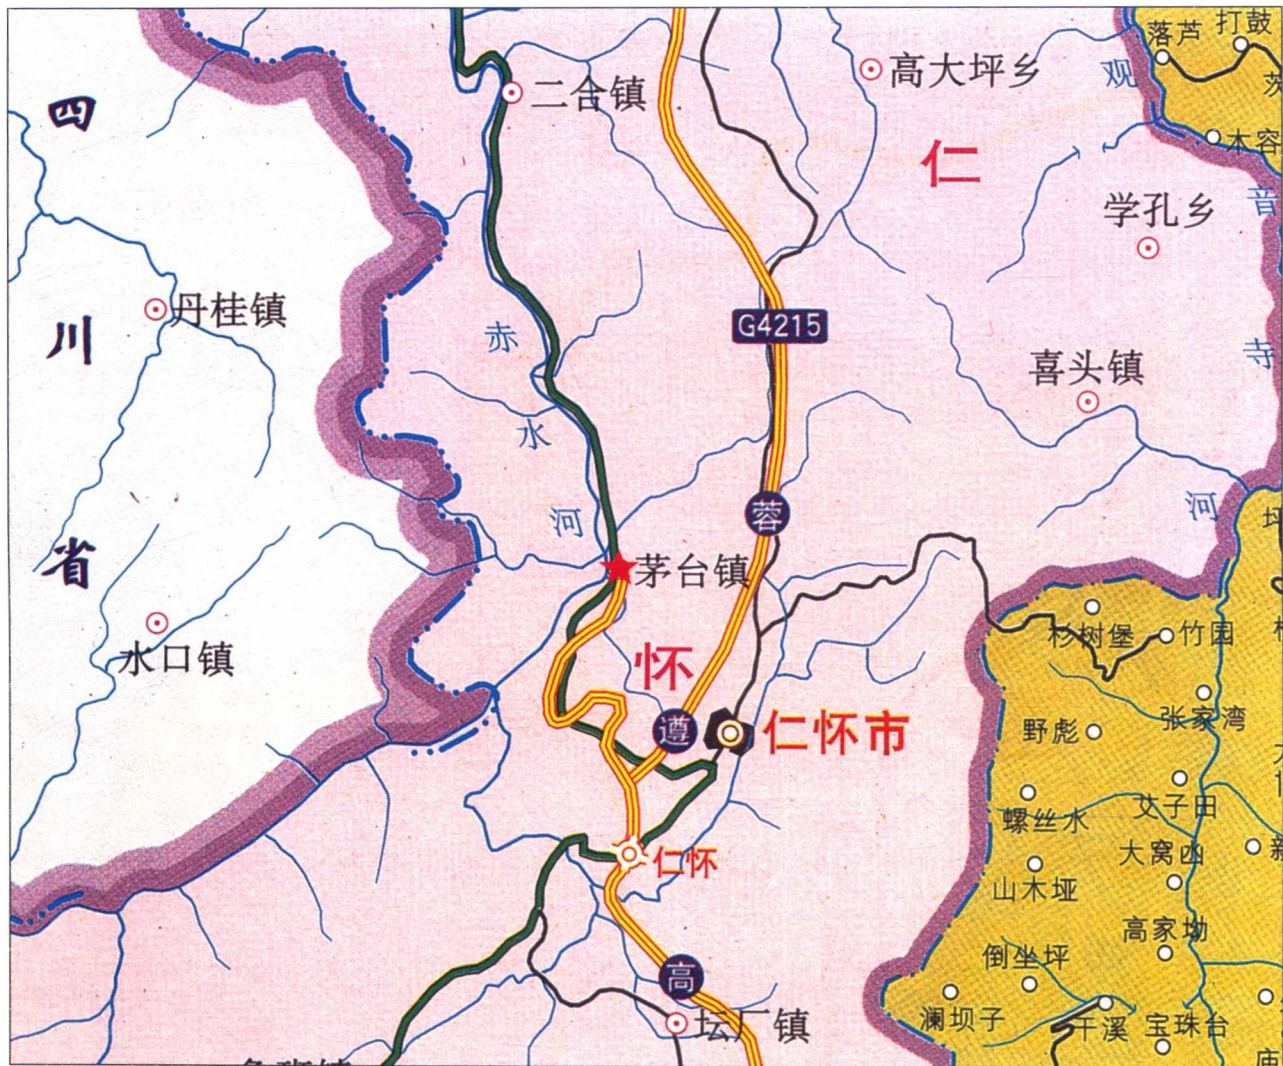 落芦
打鼓
高大坪乡
观
二合镇
四
仁
木容
学孔乡
音
丹桂镇
G4215
赤
川
寺
喜头镇
水
河
蓉
河
省
茅台镇
杉树堡
竹园
水口镇
怀
张家湾
遵
仁怀市
野彪
艾子田
螺丝水
大窝凼
仁怀
山木垭
高家坳
倒坐坪
高
澜坝子
干溪
宝珠台
坛厂镇